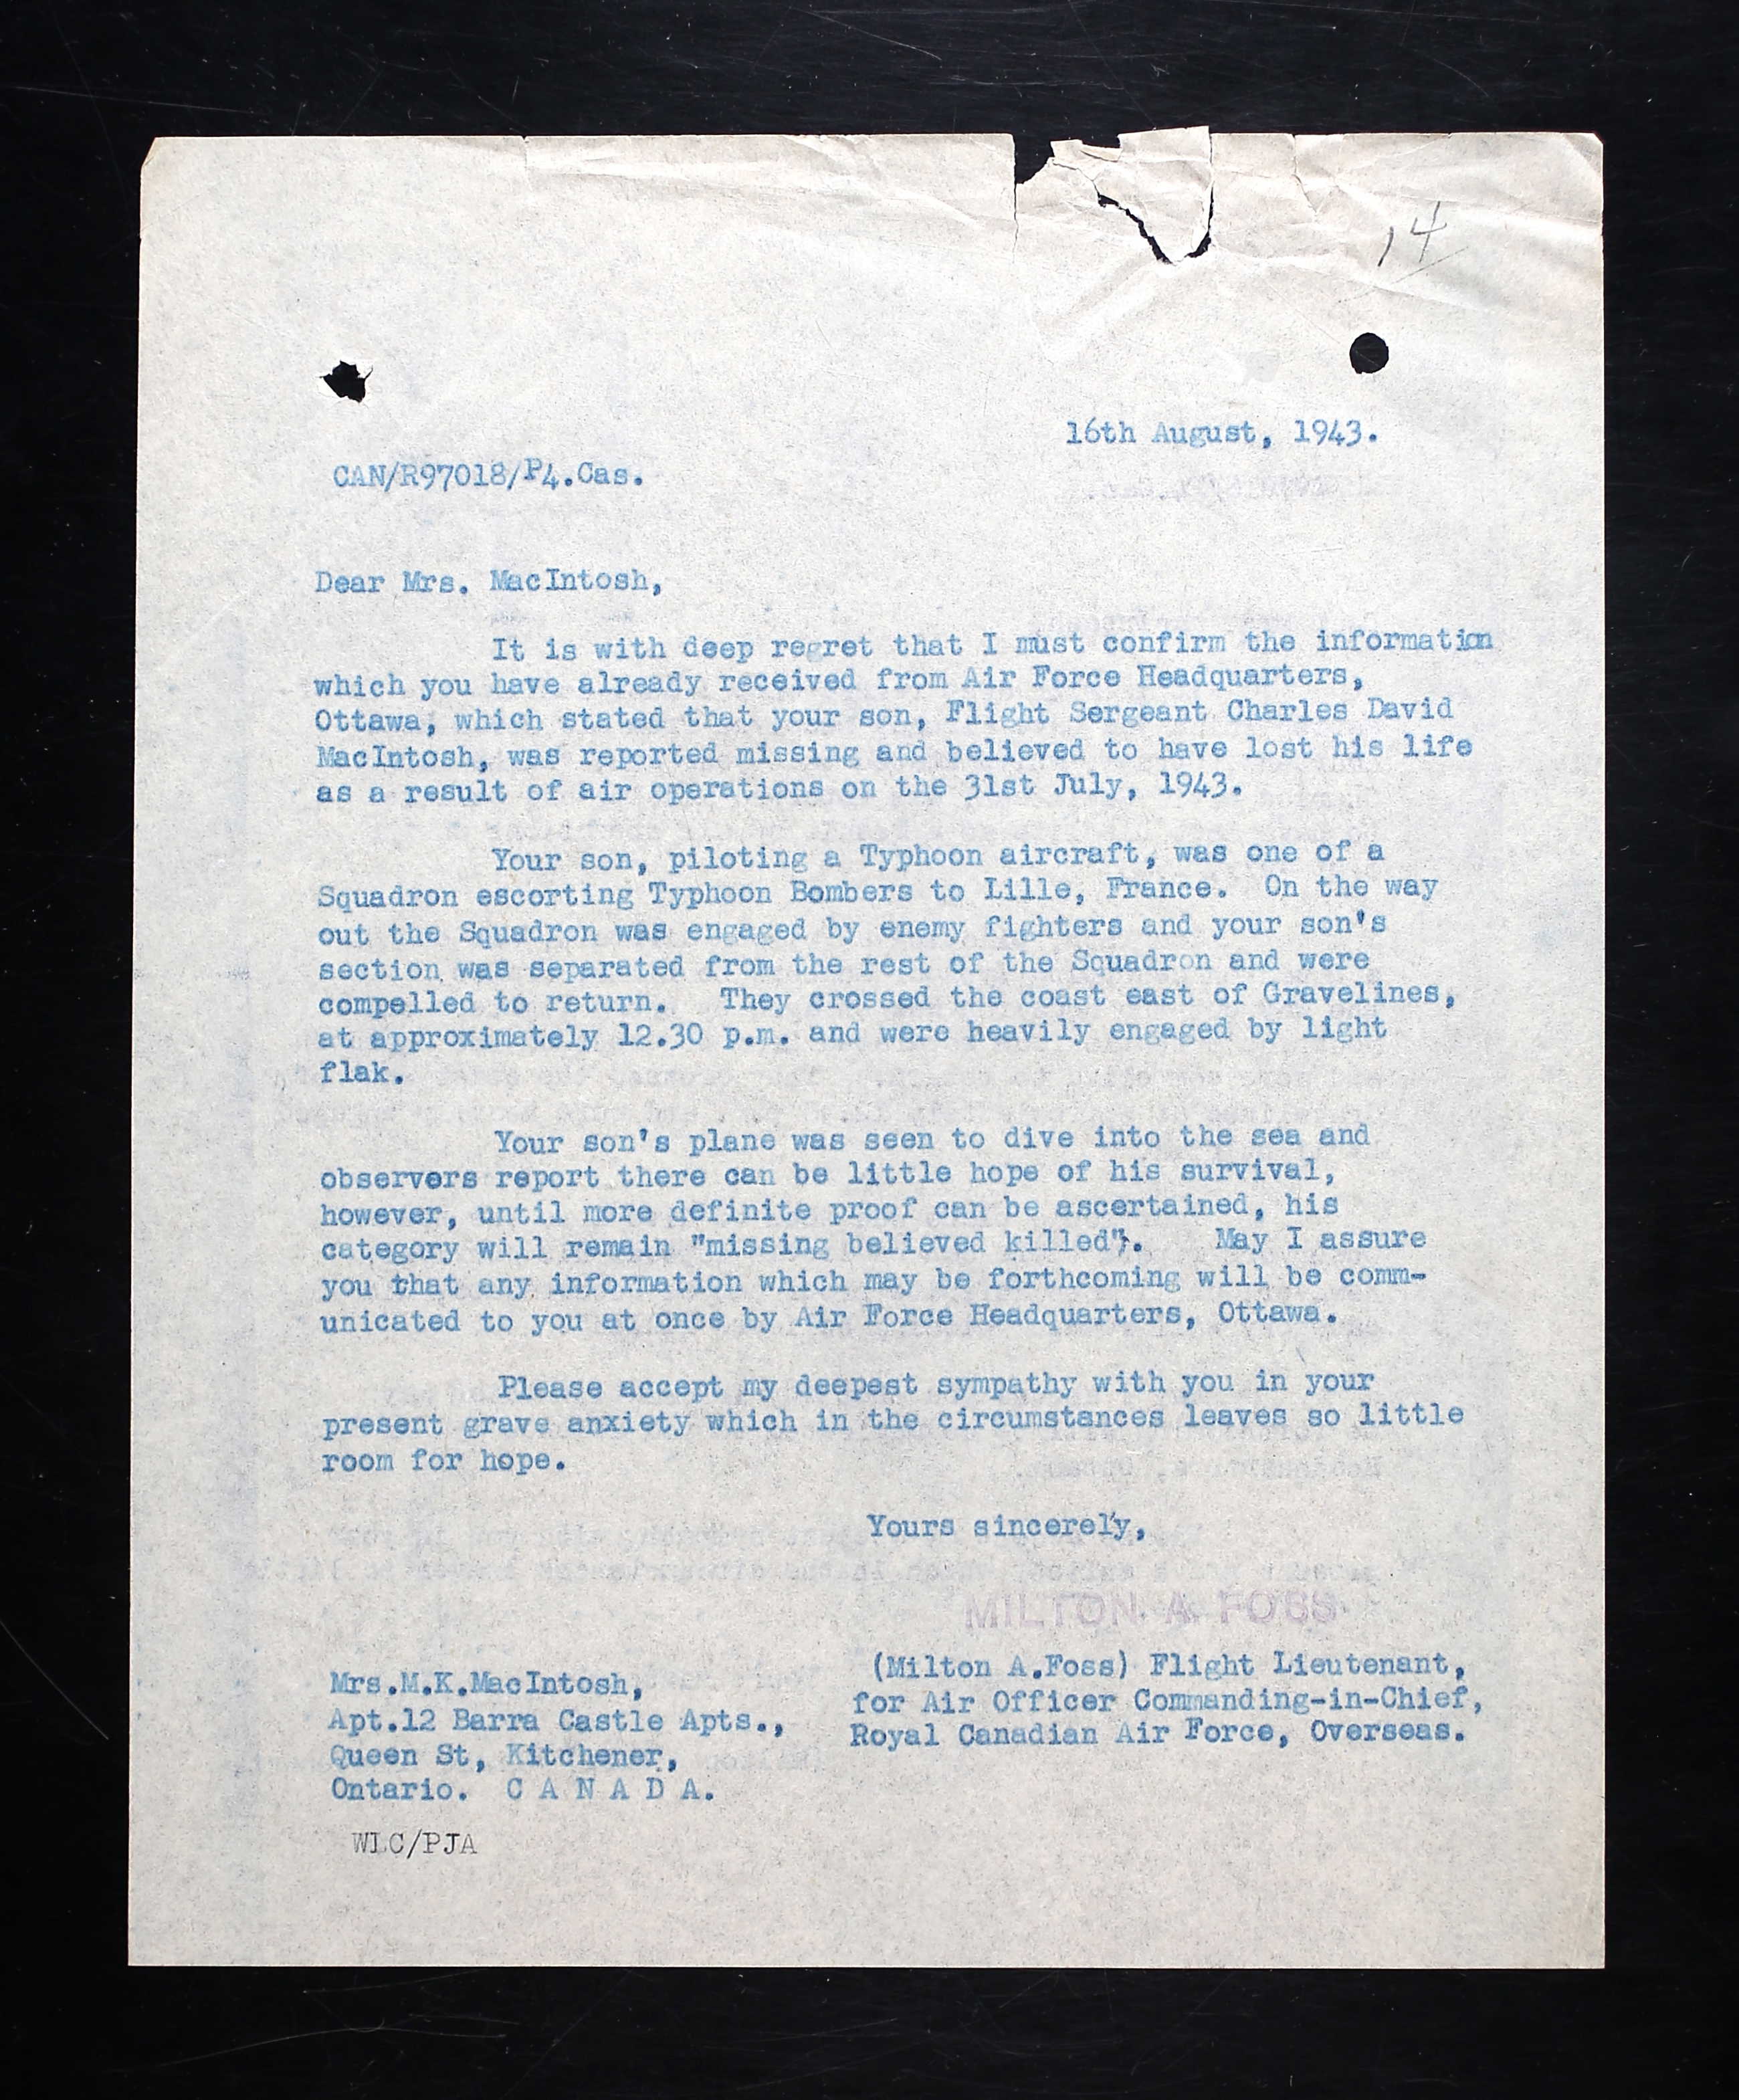 14
16th August, 1943.
CAN/R97018/P4.Cas.
Dear Mrs. MacIntosh,
It is with deep regret that I must confirm the information
which you have already received from Air Force Headquarters,
Ottawa, which stated that your son, Flight Sergeant Charles David
MacIntosh, was reported missing and believed to have lost his life
as a result of air operations on the 31st July, 1943.
Your son, piloting a Typhoon aircraft, was one of a
Squadron escorting Typhoon Bombers to Lille, France. On the way
out the Squadron was engaged by enemy fighters and your son's
section was separated from the rest of the Squadron and were
compelled to return. They crossed the coast east of Gravelines,
at approximately 12.30 p.m. and were heavily engaged by light
flak.
Your son's plane was seen to dive into the sea and
observers report there can be little hope of his survival,
however, until more definite proof can be ascertained, his
category will remain "missing believed killed".
May I assure
you that any information which may be forthcoming will be comm-
unicated to you at once by Air Force Headquarters, Ottawa.
Please accept my deepest sympathy with you in your
present grave anxiety which in the circumstances leaves so little
room for hope.
Yours sincerely,
MILTON A. FOSS
(Milton A.Foss) Flight Lieutenant,
for Air Officer Commanding-in-Chief,
Royal Canadian Air Force, Overseas.
Mrs.M.K.MacIntosh,
Apt.12 Barra Castle Apts.,
Queen St, Kitchener,
Ontario. C A N A D A.
WLC/PJA